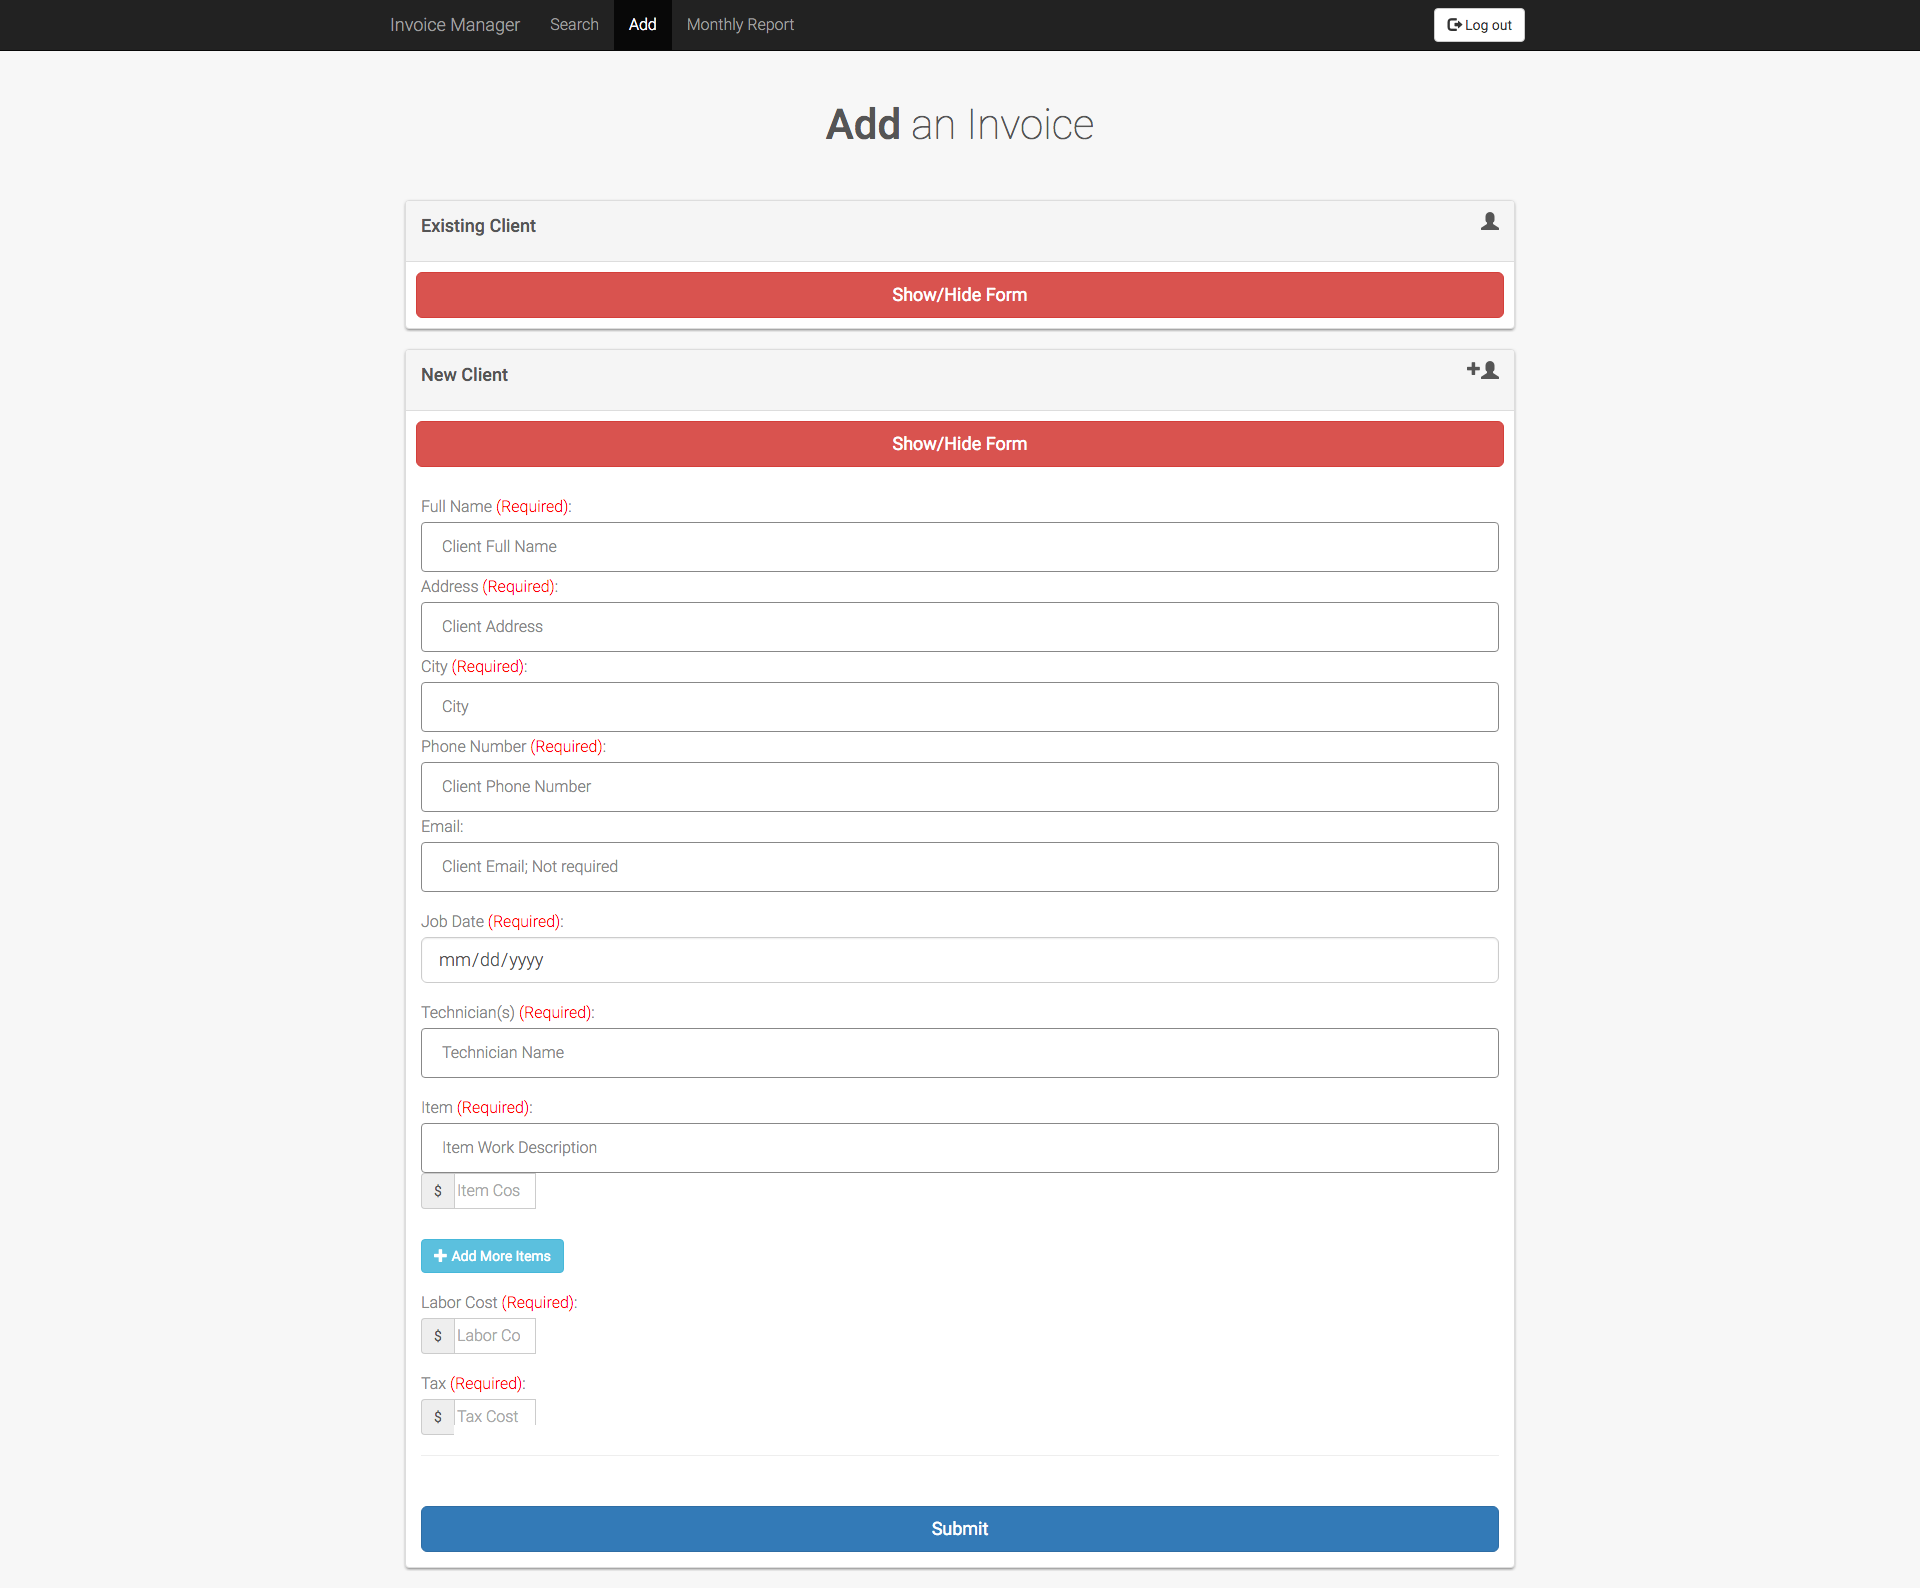 Invoice Manager Search Add Monthly Report Log out
Add an Invoice
Existing Client
Show/Hide Form
New Client
Show/Hide Form
Full Name (Required):
Client Full Name
Address (Required):
Client Address
City (Required):
City
Phone Number (Required):
Client Phone Number
Email:
Client Email; Not required
Job Date (Required):
mm/dd/yyyy
Technician(s) (Required):
Technician Name
Item (Required):
Item Work Description
$ Item Cos
Add More Items
Labor Cost (Required):
$ Labor Co
Tax (Required):
$ Tax Cost
Submit